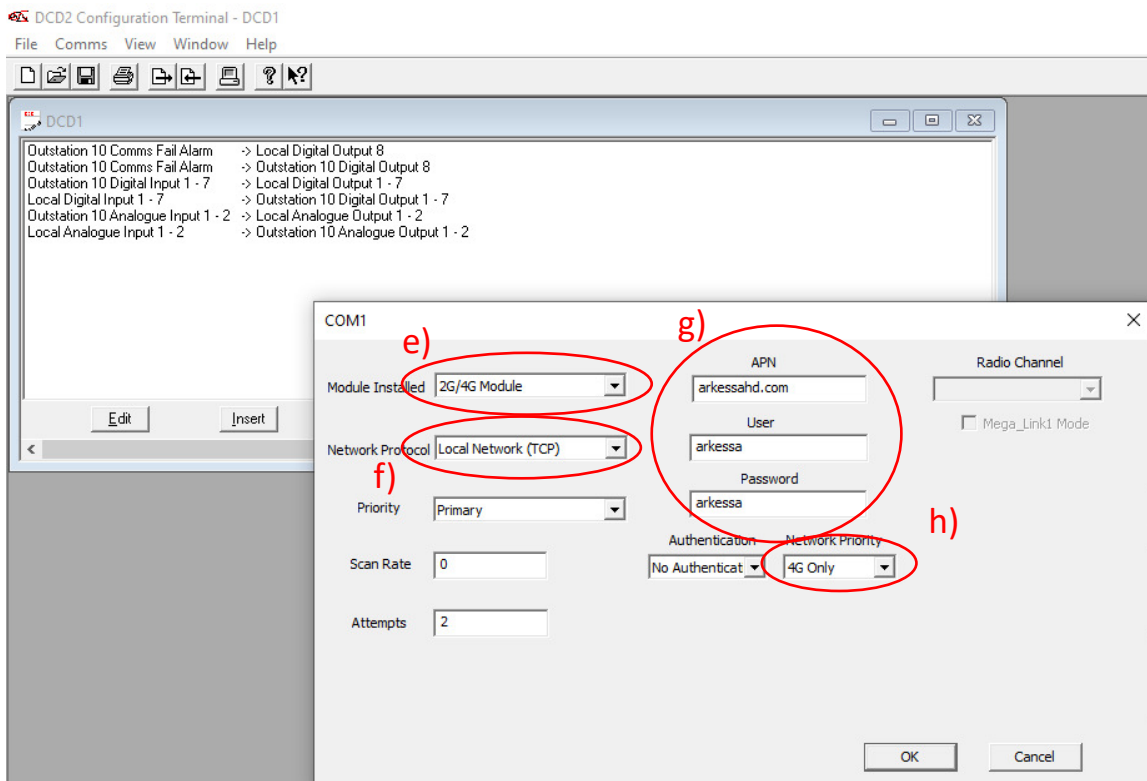 DCD2 Configuration Terminal - DCD1
File Comms View Window Help
DCD1
Outstation 10 Comms Fail Alarm -> Local Digital Output 8
Outstation 10 Comms Fail Alarm -> Outstation 10 Digital Output 8
Outstation 10 Digital Input 1 - 7 -> Local Digital Output 1 - 7
Local Digital Input 1 - 7 -> Outstation 10 Digital Output 1 - 7
Outstation 10 Analogue Input 1 - 2 -> Local Analogue Output 1 - 2
Local Analogue Input 1 - 2 -> Outstation 10 Analogue Output 1 - 2
Edit Insert
COM1
e)
Module Installed 2G/4G Module
Network Protocol Local Network (TCP)
f)
Priority Primary
Scan Rate 0
Attempts 2
g)
APN
arkessahd.com
User
arkessa
Password
arkessa
h)
Authentication Network Priority
No Authenticat 4G Only
Radio Channel
Mega_Link1 Mode
OK Cancel